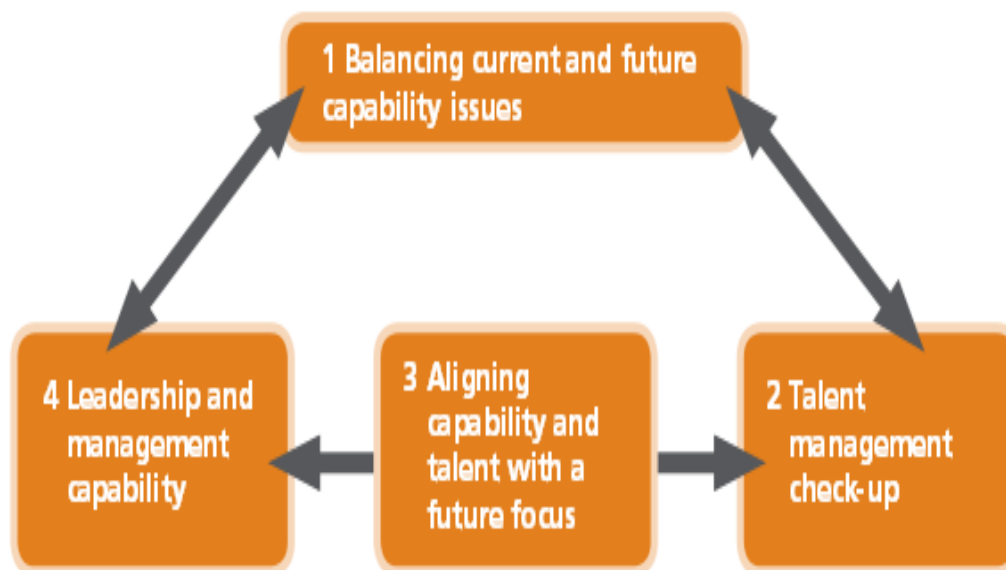 1 Balancing current and future
capability issues
4 Leadership and
management
capability
3 Aligning
capability and
talent with a
future focus
2 Talent
management
check-up